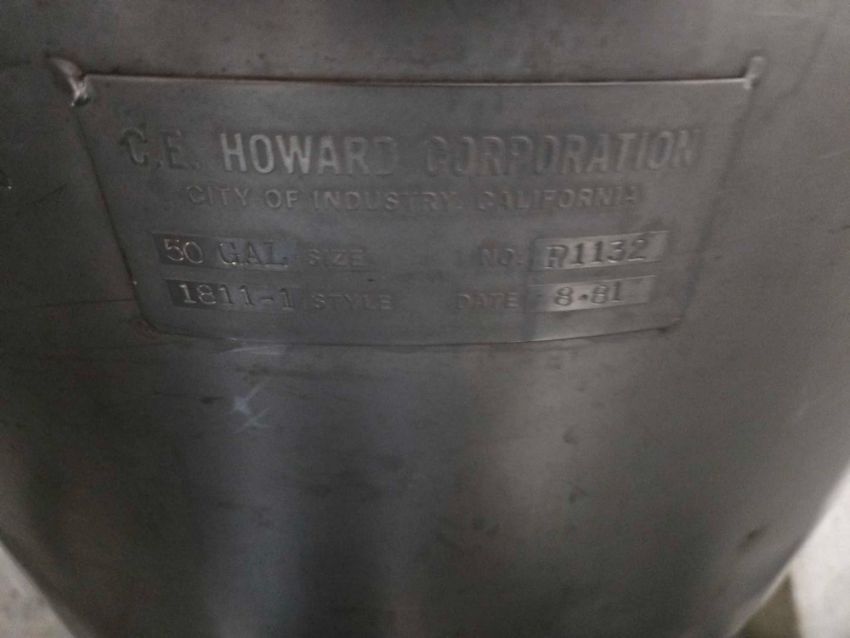 C.E. HOWARD CORPORATION
CITY OF INDUSTRY, CALIFORNIA
50 GAL SIZE NO. R1132
1811-1 STYLE DATE 8-81